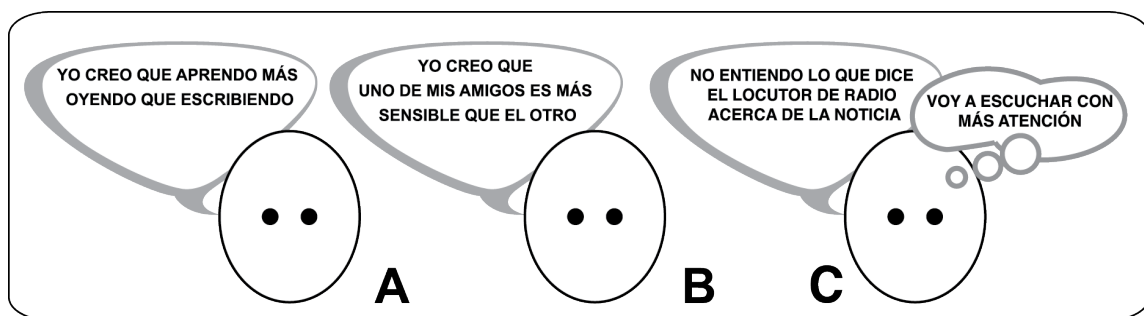 YO CREO QUE APRENDO MÁS
OYENDO QUE ESCRIBIENDO
A
YO CREO QUE
UNO DE MIS AMIGOS ES MÁS
SENSIBLE QUE EL OTRO
B
NO ENTIENDO LO QUE DICE
EL LOCUTOR DE RADIO
ACERCA DE LA NOTICIA
VOY A ESCUCHAR CON
MÁS ATENCIÓN
C